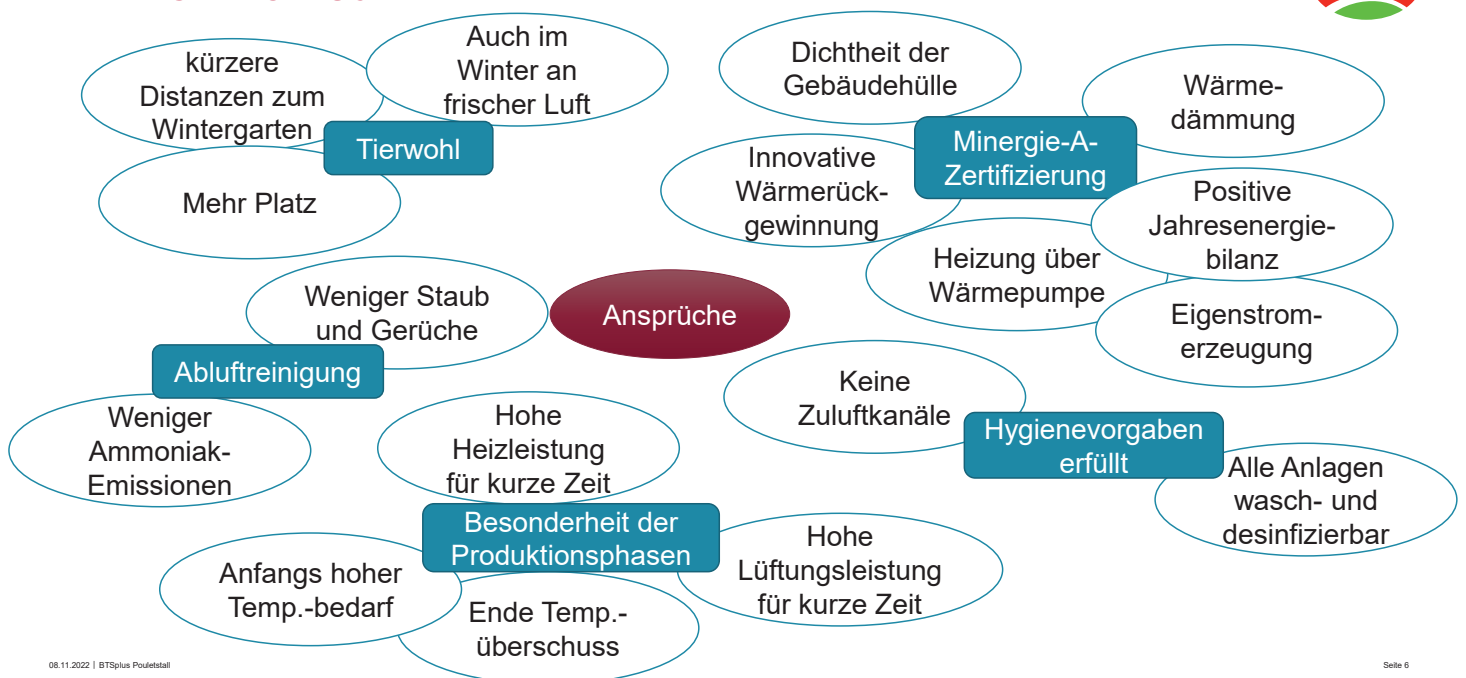 kürzere
Distanzen zum
Wintergarten
Auch im
Winter an
frischer Luft
Tierwohl
Mehr Platz
Dichtheit der
Gebäudehülle
Wärme-
dämmung
Minergie-A-
Zertifizierung
Innovative
Wärmerück-
gewinnung
Positive
Jahresenergie-
bilanz
Heizung über
Wärmepumpe
Eigenstrom-
erzeugung
Weniger Staub
und Gerüche
Ansprüche
Abluftreinigung
Weniger
Ammoniak-
Emissionen
Keine
Zuluftkanäle
Hygienevorgaben
erfüllt
Alle Anlagen
wasch- und
desinfizierbar
Hohe
Heizleistung
für kurze Zeit
Besonderheit der
Produktionsphasen
Hohe
Lüftungsleistung
für kurze Zeit
Anfangs hoher
Temp.-bedarf
Ende Temp.-
überschuss
08.11.2022 | BTSplus Pouletstall
Seite 6